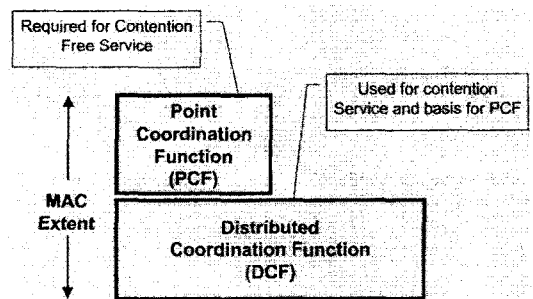 Required for Contention
Free Service
Used for contention
Service and basis for PCF
Point
Coordination
Function
(PCF)
MAC
Extent
Distributed
Coordination Function
(DCF)